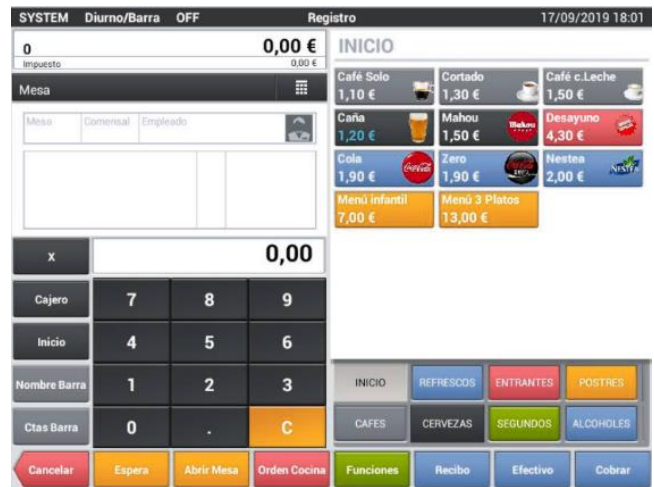 SYSTEM Diurno/Barra OFF Registro 17/09/2019 18:01
0 0,00 €
Impuesto 0,00 €
Mesa
Mesa Comensal Empleado
X 0,00
Cajero 7 8 9
Inicio 4 5 6
Nombre Barra 1 2 3
Ctas Barra 0 . C
INICIO
Café Solo Cortado Café c.Leche
1,10 € 1,30 € 1,50 €
Caña Mahou Desayuno
1,20 € 1,50 € 4,30 €
Mahou
Cola Zero Nestea
1,90 € 1,90 € 2,00 €
Coca-Cola NESTEA
Menú infantil Menú 3 Platos
7,00 € 13,00 €
INICIO REFRESCOS ENTRANTES POSTRES
CAFES CERVEZAS SEGUNDOS ALCOHOLES
Cancelar Espera Abrir Mesa Orden Cocina Funciones Recibo Efectivo Cobrar